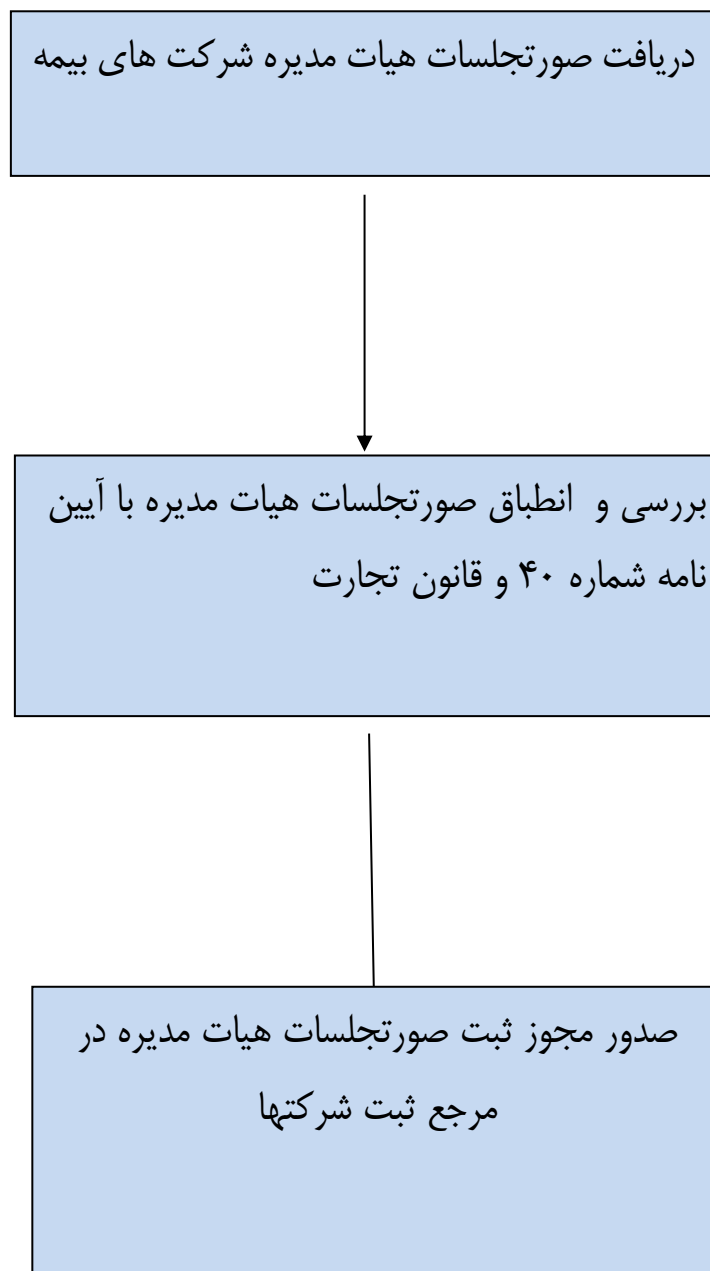 دریافت صورتجلسات هیات مدیره شرکت های بیمه
بررسی و انطباق صورتجلسات هیات مدیره با آیین
نامه شماره ۴۰ و قانون تجارت
صدور مجوز ثبت صورتجلسات هیات مدیره در
مرجع ثبت شرکتها